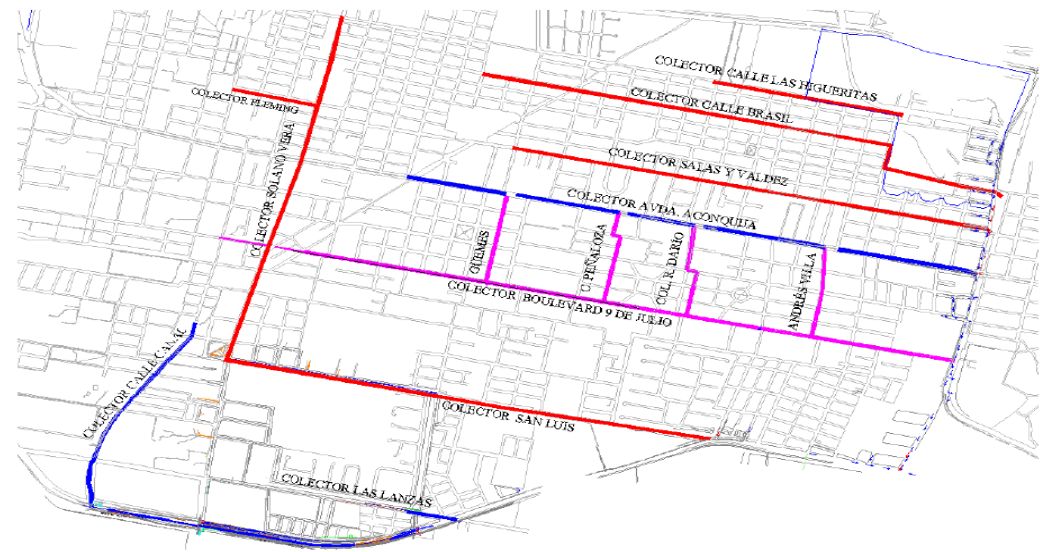 COLECTOR CALLE LAS HIGUERITAS
COLECTOR FLEMING
COLECTOR CALLE BRASIL
COLECTOR SOLANO VERA
COLECTOR SALAS Y VALDEZ
COLECTOR AVDA. ACONQUIJA
GUEMES
C. PEÑALOZA
COL. R. DARIO
ANDRÉS VILLA
COLECTOR BOULEVARD 9 DE JULIO
COLECTOR CALLE CANAL
COLECTOR SAN LUIS
COLECTOR LAS LANZAS